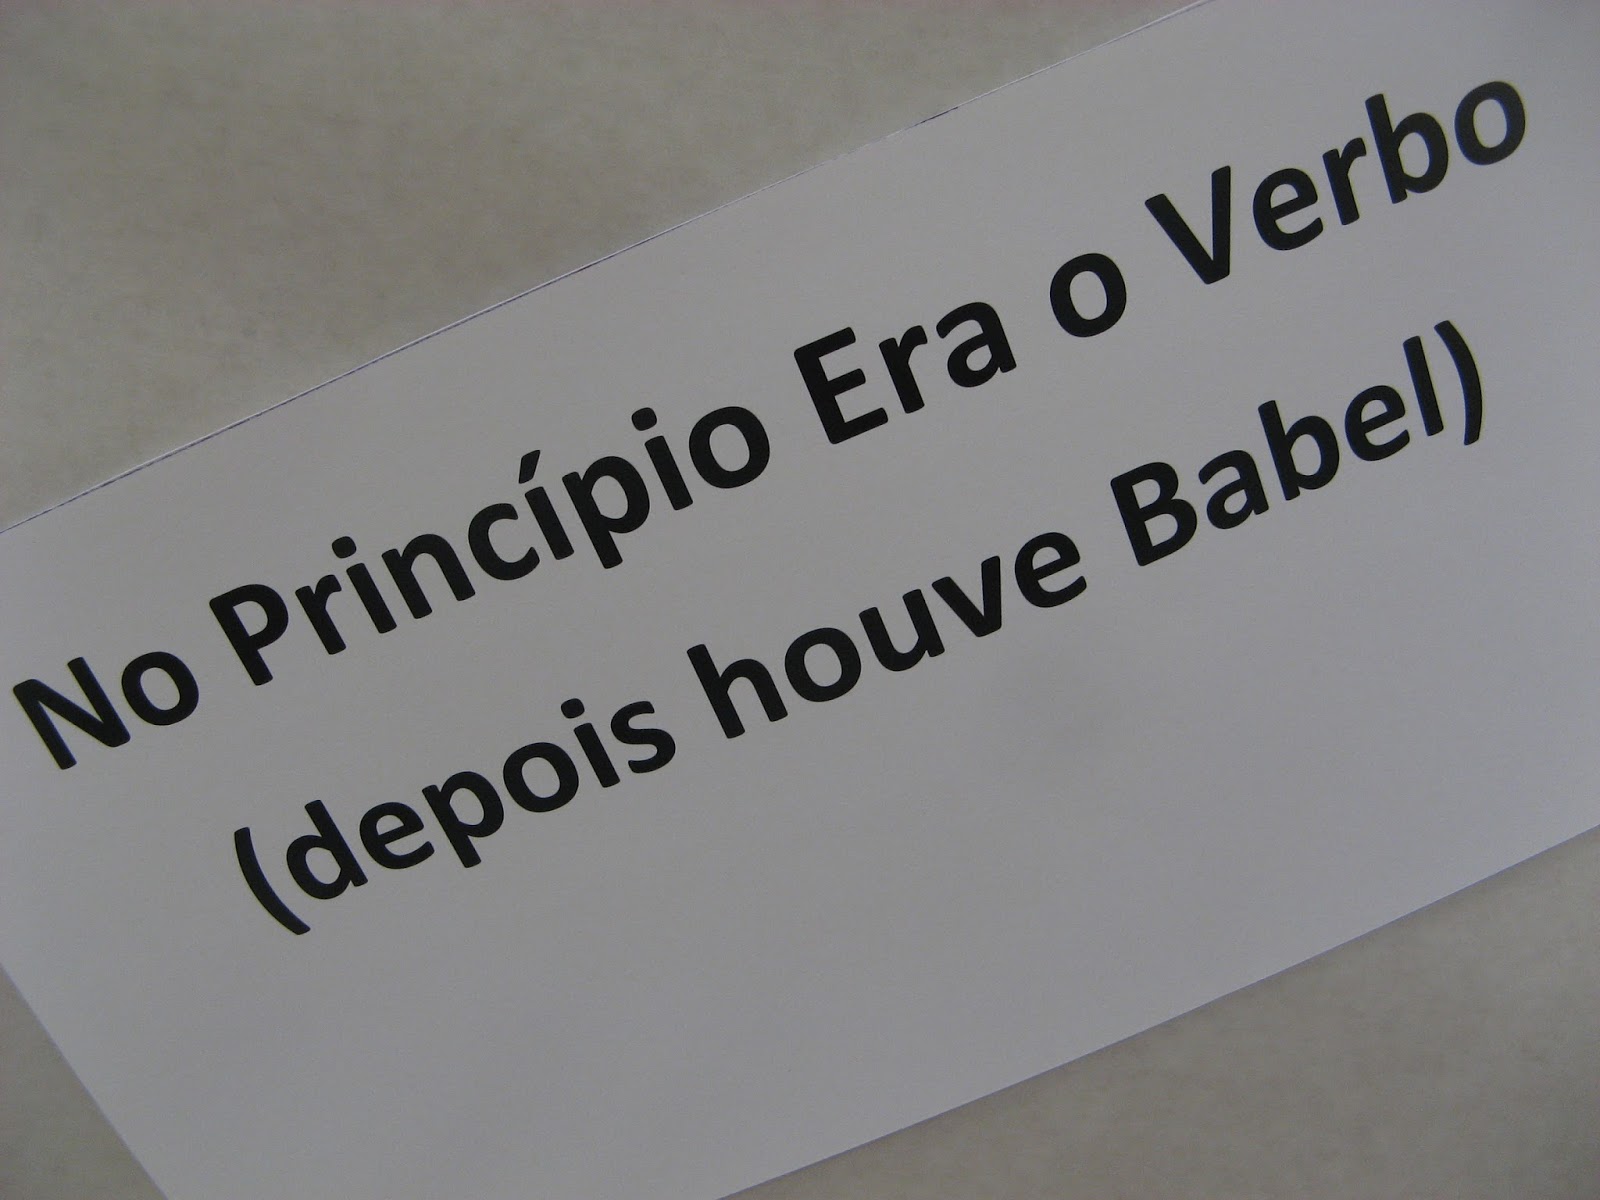 No Princípio Era o Verbo
(depois houve Babel)